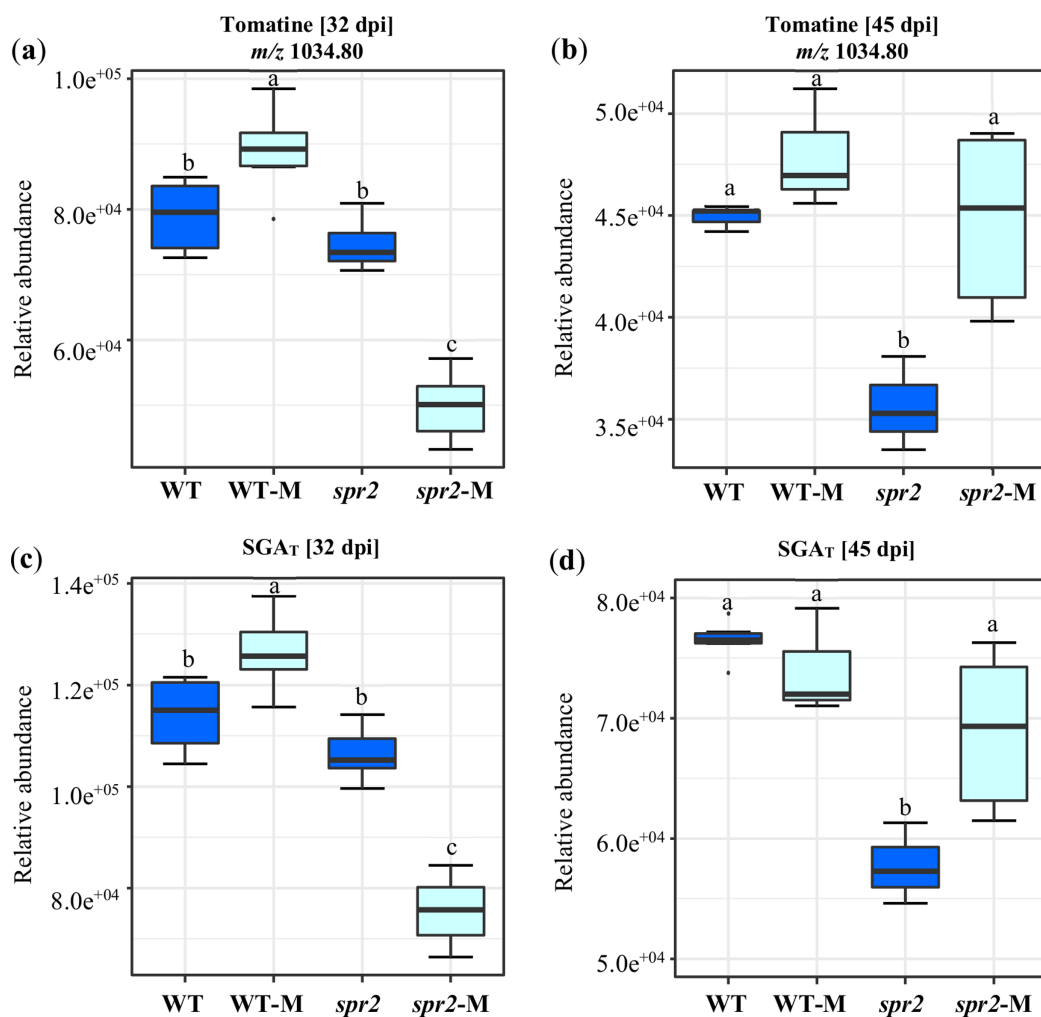 (a)
Tomatine [32 dpi]
m/z 1034.80
Relative abundance
1.0e+05
8.0e+04
6.0e+04
b
a
b
c
WT WT-M spr2 spr2-M
(b)
Tomatine [45 dpi]
m/z 1034.80
Relative abundance
5.0e+04
4.5e+04
4.0e+04
3.5e+04
a
a
b
a
WT WT-M spr2 spr2-M
(c)
SGAT [32 dpi]
Relative abundance
1.4e+05
1.2e+05
1.0e+05
8.0e+04
b
a
b
c
WT WT-M spr2 spr2-M
(d)
SGAT [45 dpi]
Relative abundance
8.0e+04
7.0e+04
6.0e+04
5.0e+04
a
a
b
a
WT WT-M spr2 spr2-M